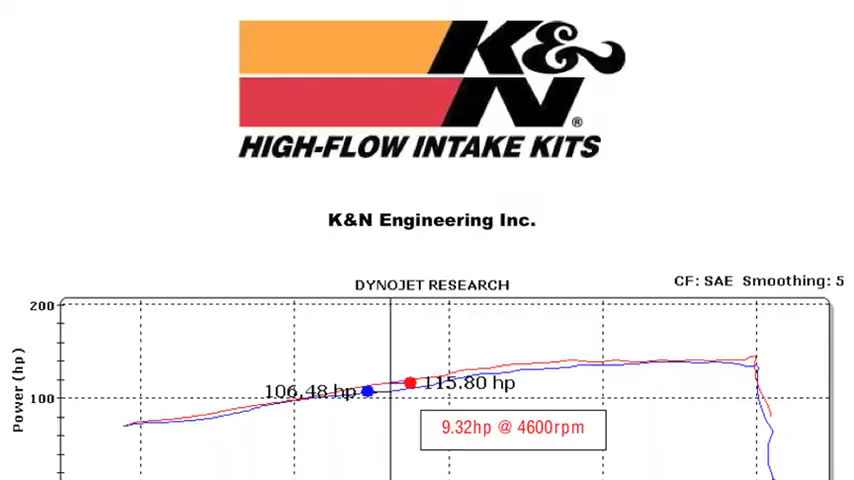 K&N®
HIGH-FLOW INTAKE KITS
K&N Engineering Inc.
DYNOJET RESEARCH
CF: SAE Smoothing: 5
200
Power (hp)
106.48 hp
115.80 hp
100
9.32hp @ 4600rpm